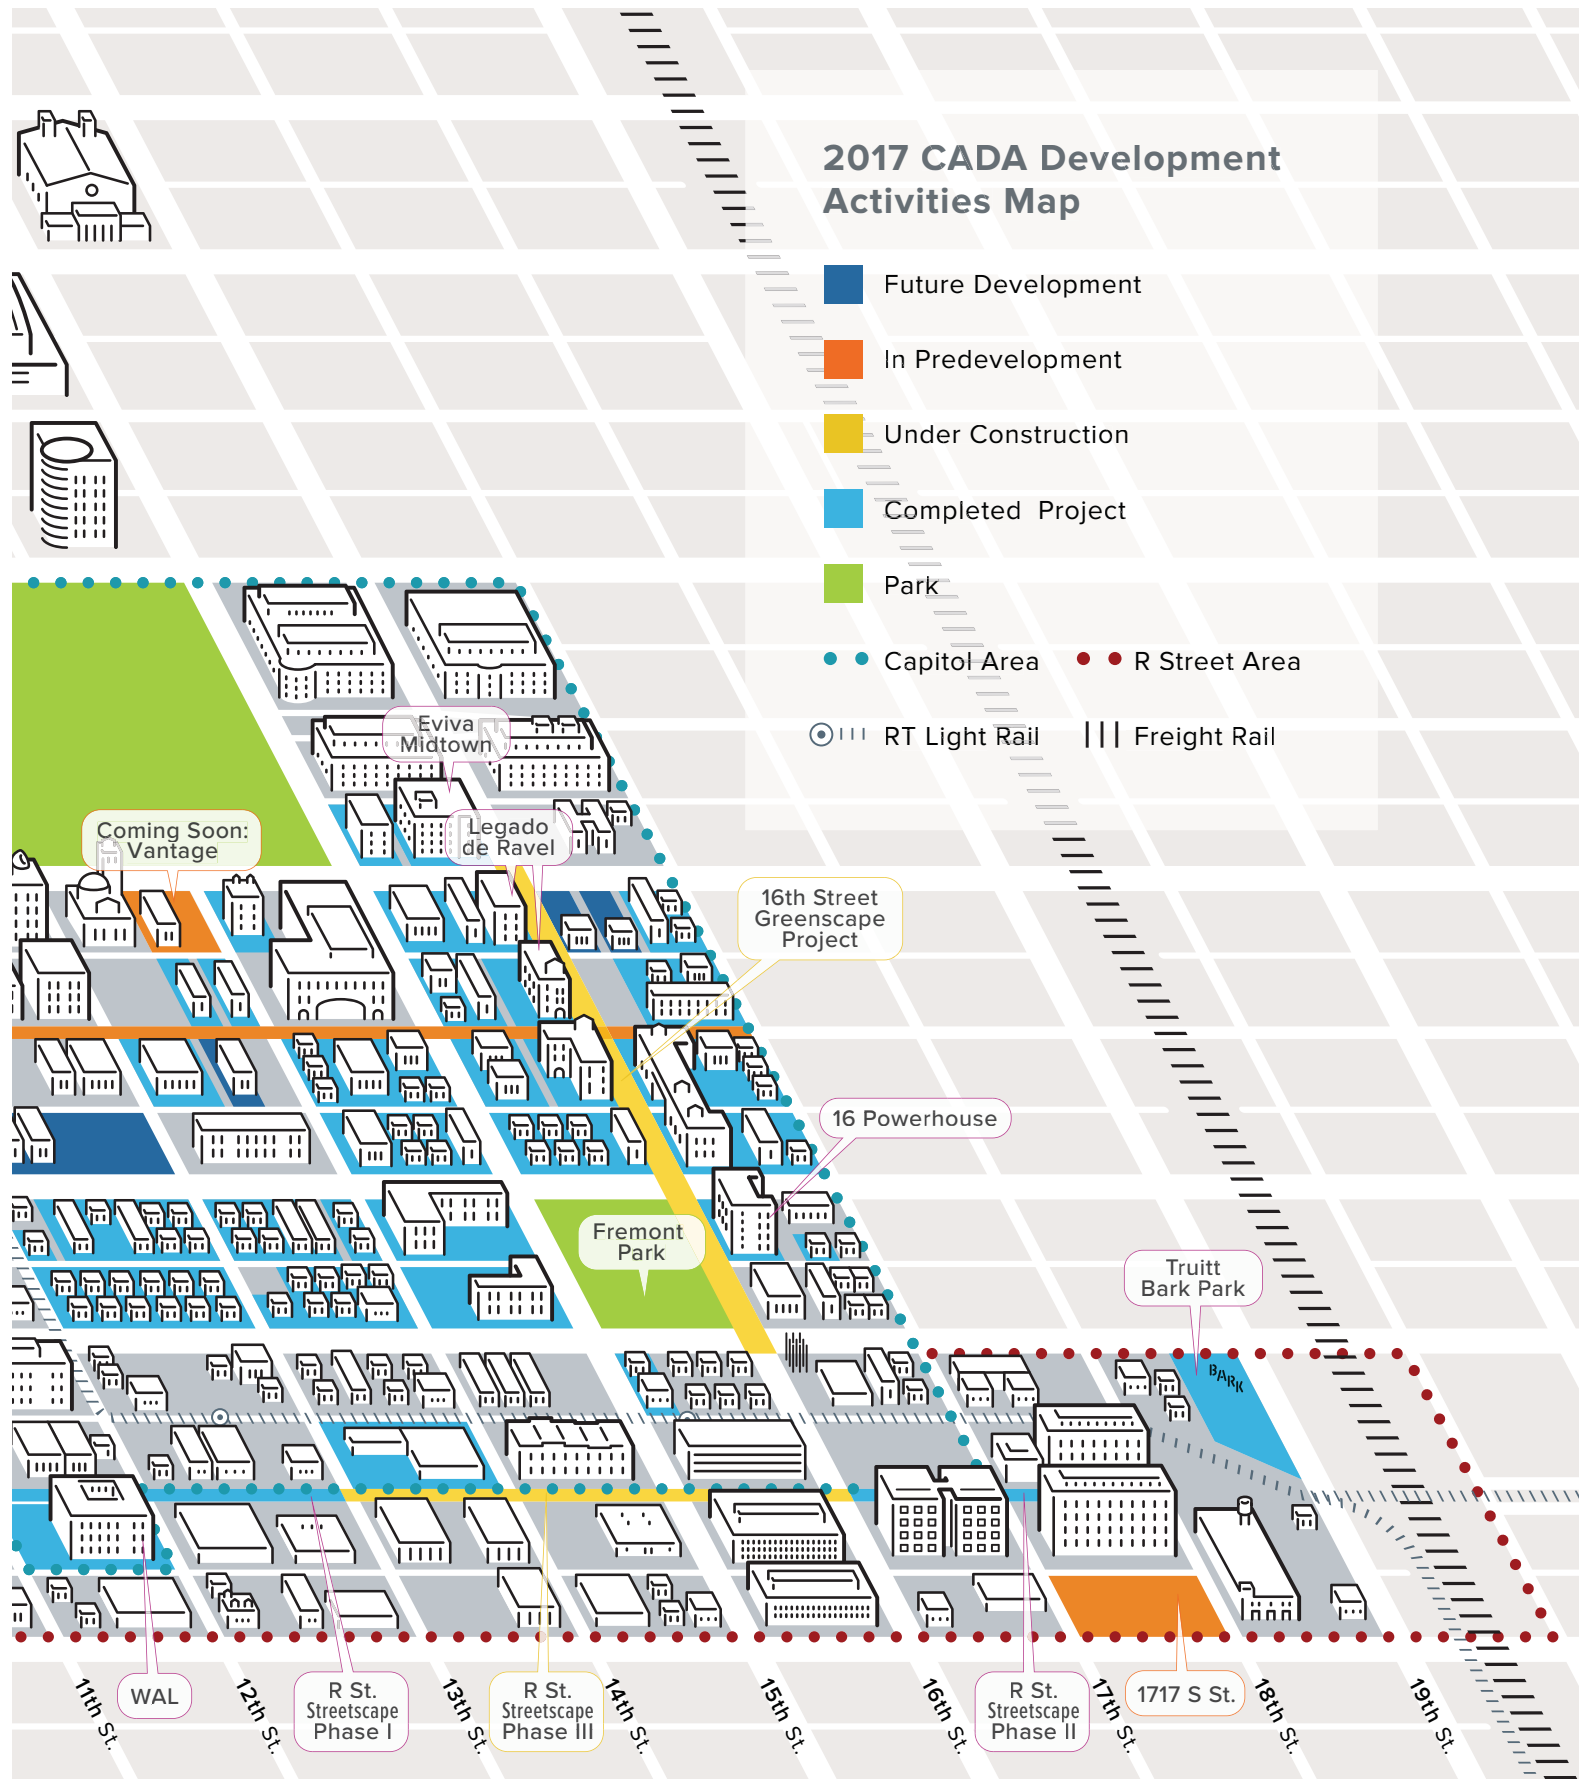 2017 CADA Development
Activities Map
Future Development
In Predevelopment
Under Construction
Completed Project
Park
Capitol Area
R Street Area
RT Light Rail
Freight Rail
Eviva
Midtown
Coming Soon:
Vantage
Legado
de Ravel
16th Street
Greenscape
Project
16 Powerhouse
Fremont
Park
Truitt
Bark Park
BARK
11th St.
WAL
12th St.
R St.
Streetscape
Phase I
13th St.
R St.
Streetscape
Phase III
14th St.
15th St.
16th St.
R St.
Streetscape
Phase II
17th St.
1717 S St.
18th St.
19th St.